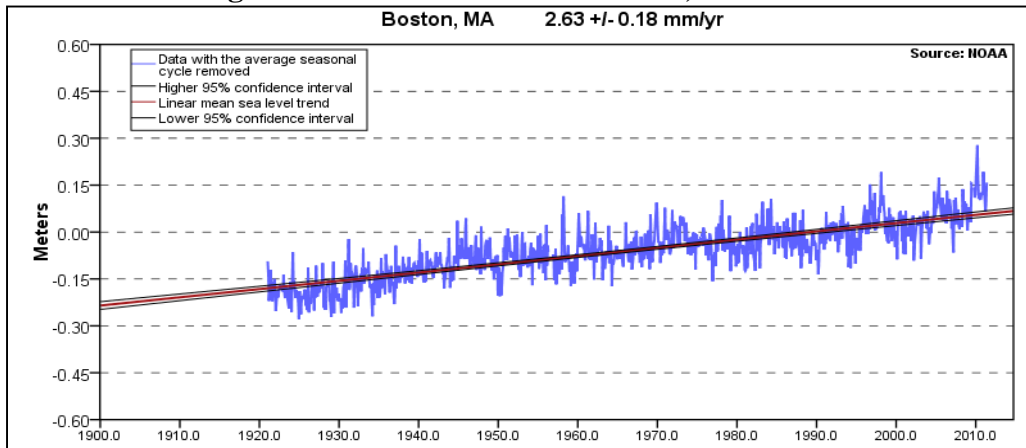 Boston, MA 2.63 +/- 0.18 mm/yr
Source: NOAA
Data with the average seasonal
cycle removed
Higher 95% confidence interval
Linear mean sea level trend
Lower 95% confidence interval
Meters
0.60
0.45
0.30
0.15
0.00
-0.15
-0.30
-0.45
-0.60
1900.0 1910.0 1920.0 1930.0 1940.0 1950.0 1960.0 1970.0 1980.0 1990.0 2000.0 2010.0